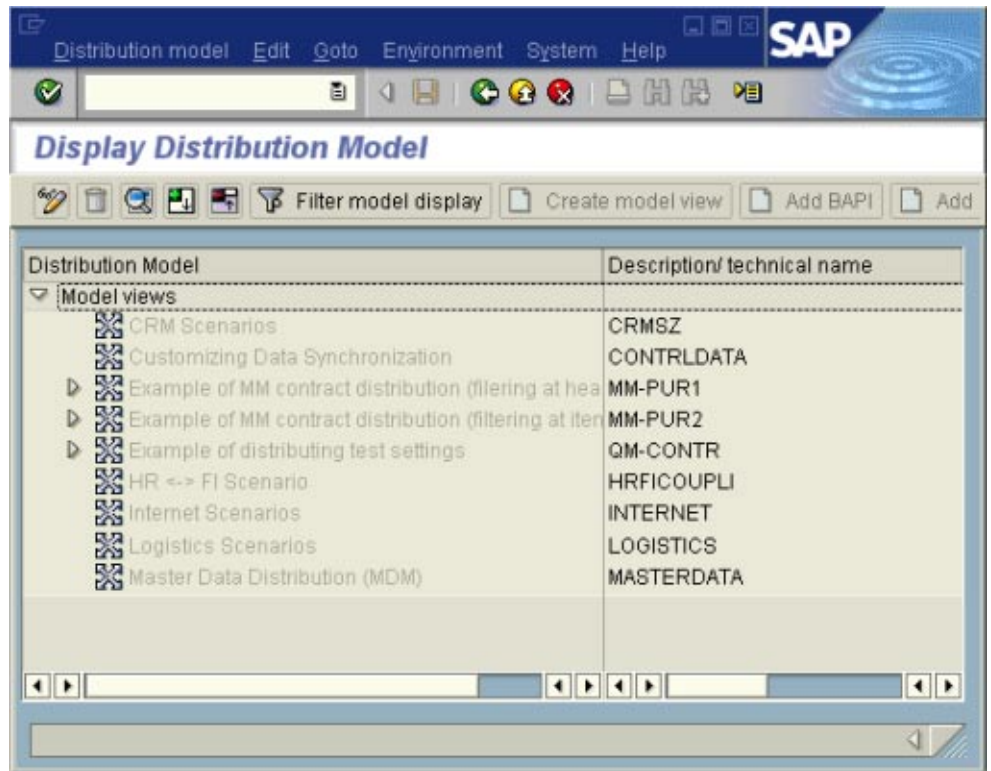 Distribution model Edit Goto Environment System Help
SAP
Display Distribution Model
Filter model display Create model view Add BAPI Add
Distribution Model Description/ technical name
Model views
CRM Scenarios CRMSZ
Customizing Data Synchronization CONTRLDATA
Example of MM contract distribution (filering at hea MM-PUR1
Example of MM contract distribution (filtering at iten MM-PUR2
Example of distributing test settings QM-CONTR
HR <-> FI Scenario HRFICOUPLI
Internet Scenarios INTERNET
Logistics Scenarios LOGISTICS
Master Data Distribution (MDM) MASTERDATA